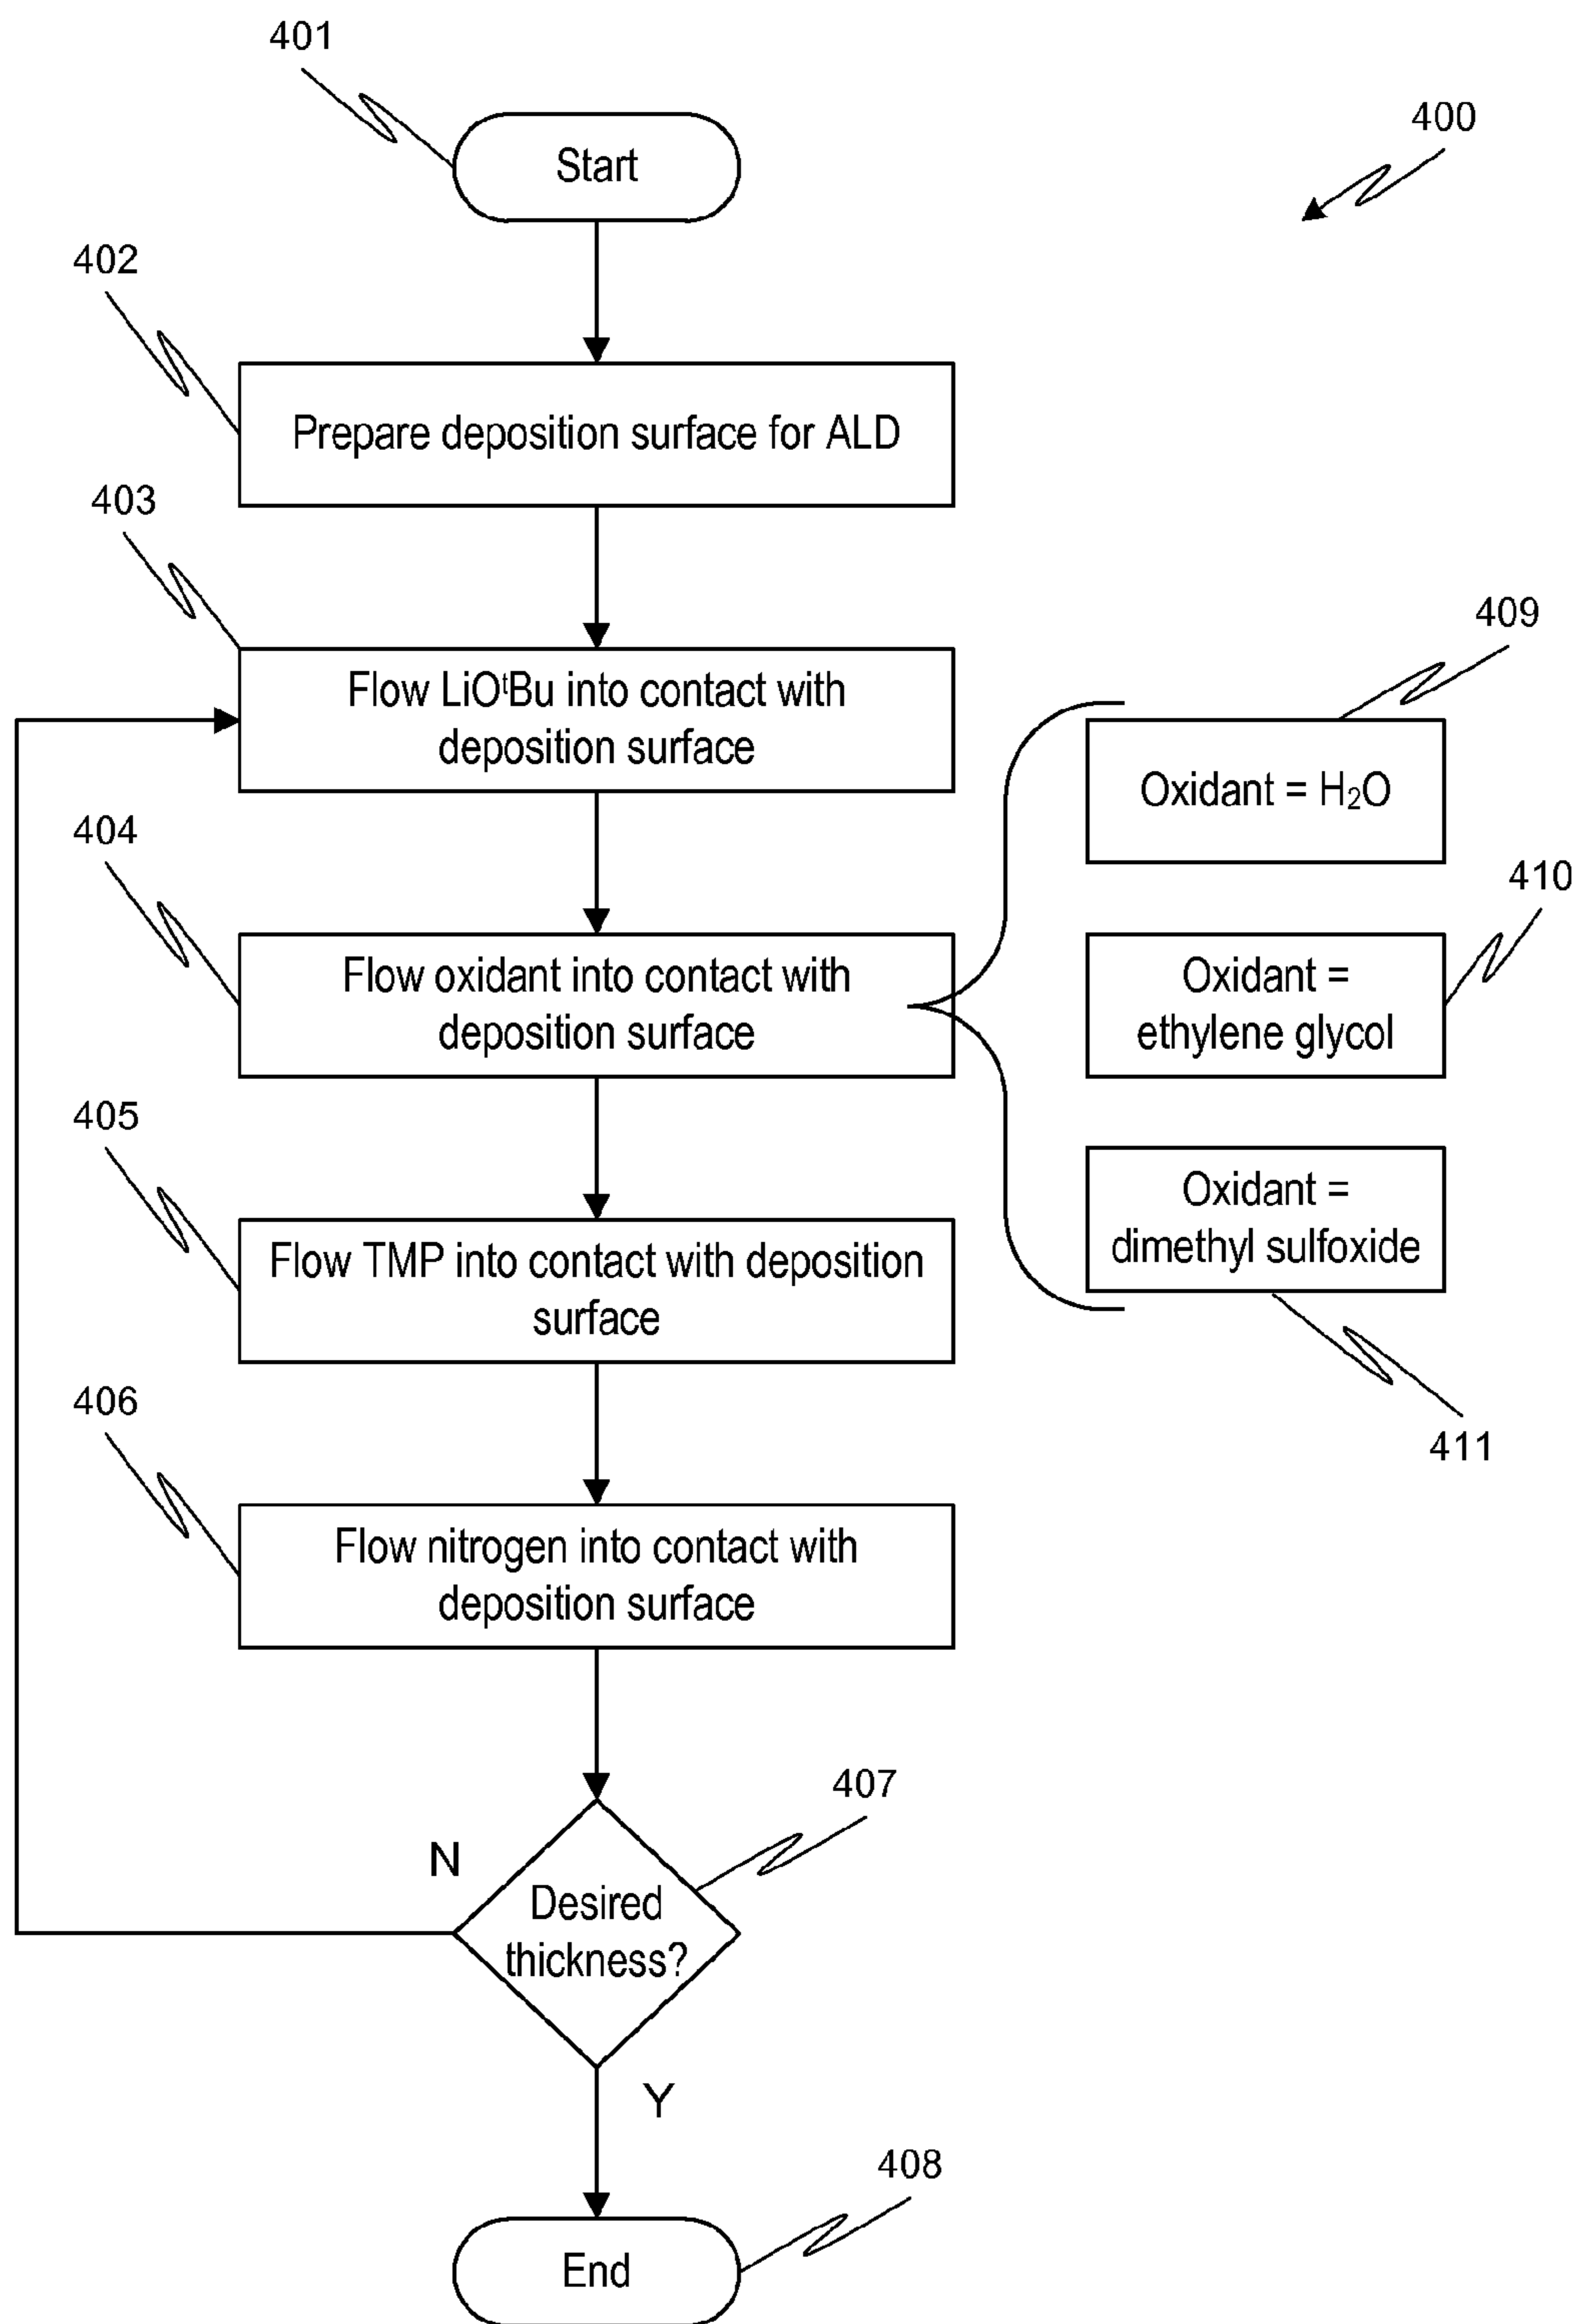 401
Start
400
402
Prepare deposition surface for ALD
403
Flow LiOᵗBu into contact with
deposition surface
409
Oxidant = H₂O
404
Flow oxidant into contact with
deposition surface
410
Oxidant =
ethylene glycol
405
Flow TMP into contact with deposition
surface
Oxidant =
dimethyl sulfoxide
411
406
Flow nitrogen into contact with
deposition surface
407
N
Desired
thickness?
Y
408
End